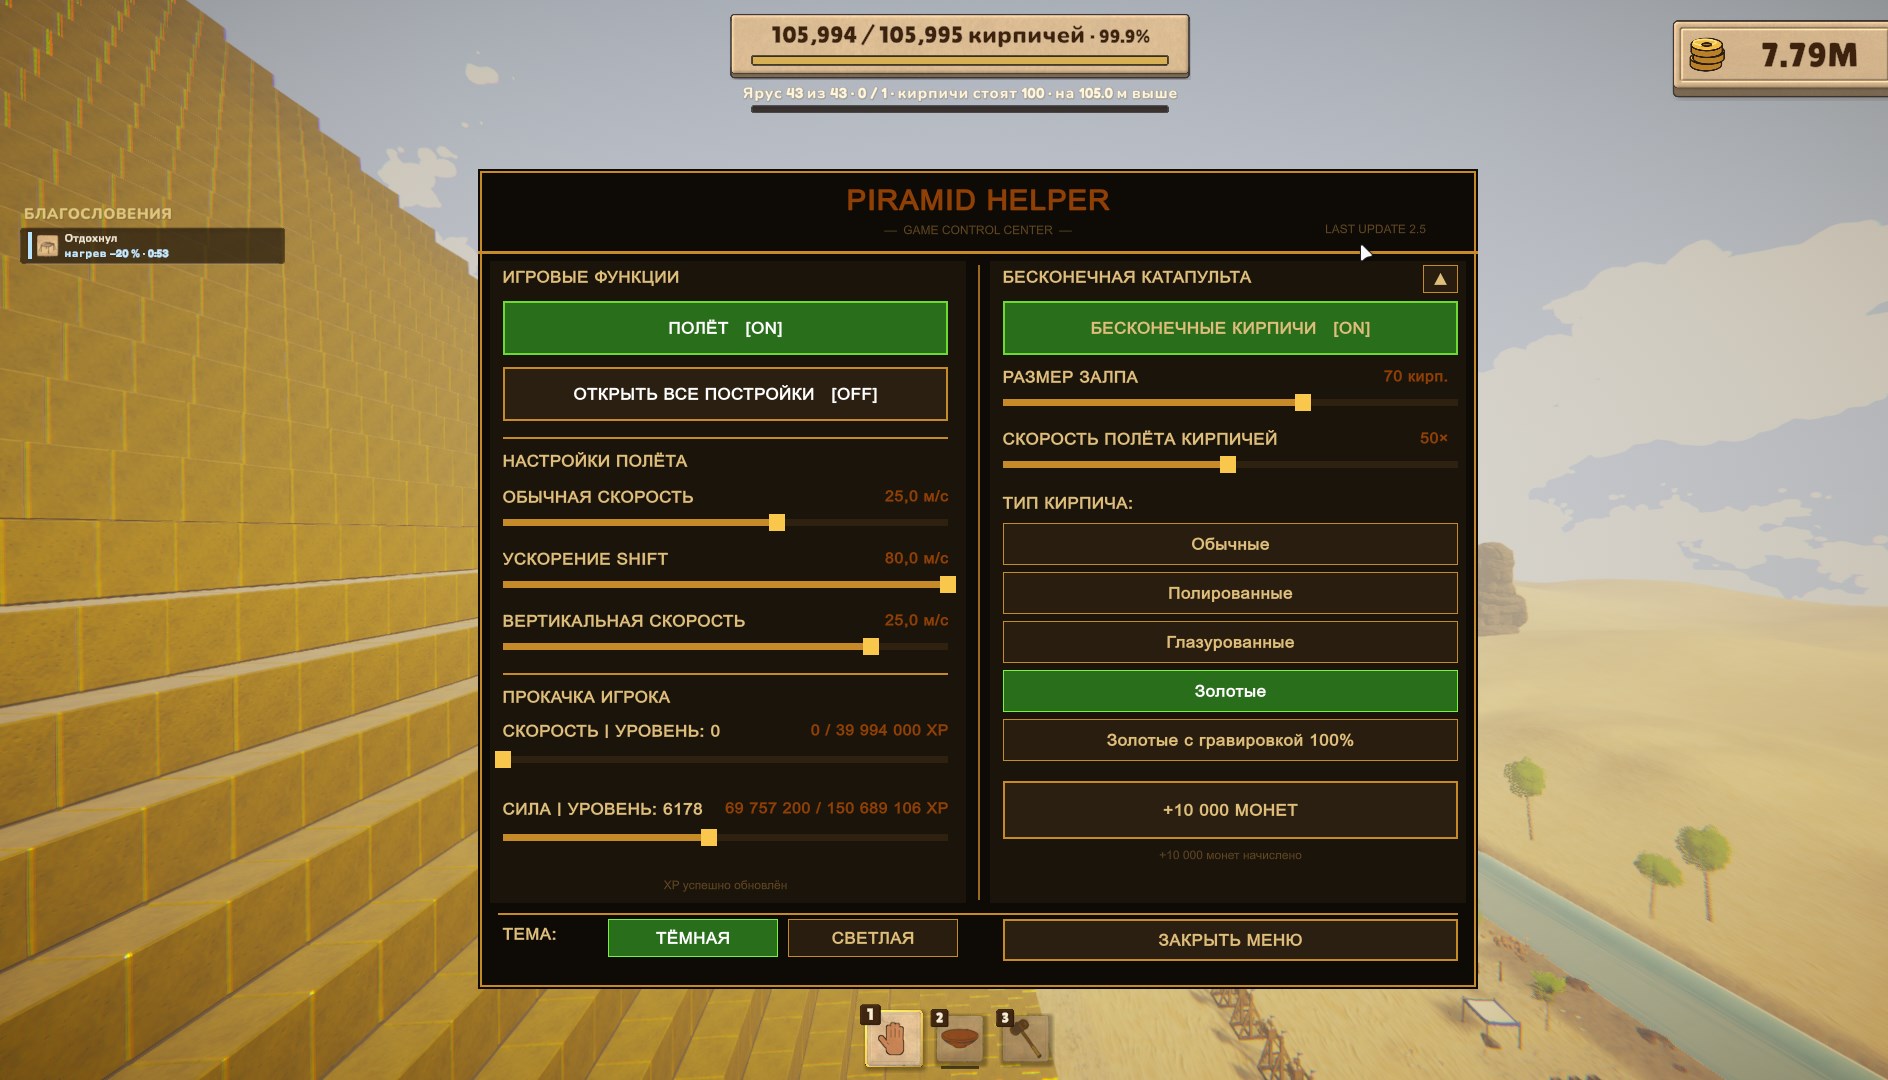 105,994 / 105,995 кирпичей · 99.9%
7.79M
Ярус 43 из 43 · 0 / 1 · кирпичи стоят 100 · на 105.0 м выше
БЛАГОСЛОВЕНИЯ
Отдохнул
нагрев −20 % · 0:53
PIRAMID HELPER
— GAME CONTROL CENTER —
LAST UPDATE 2.5
ИГРОВЫЕ ФУНКЦИИ
ПОЛЁТ [ON]
ОТКРЫТЬ ВСЕ ПОСТРОЙКИ [OFF]
НАСТРОЙКИ ПОЛЁТА
ОБЫЧНАЯ СКОРОСТЬ 25,0 м/с
УСКОРЕНИЕ SHIFT 80,0 м/с
ВЕРТИКАЛЬНАЯ СКОРОСТЬ 25,0 м/с
ПРОКАЧКА ИГРОКА
СКОРОСТЬ | УРОВЕНЬ: 0 0 / 39 994 000 XP
СИЛА | УРОВЕНЬ: 6178 69 757 200 / 150 689 106 XP
XP успешно обновлён
БЕСКОНЕЧНАЯ КАТАПУЛЬТА ▲
БЕСКОНЕЧНЫЕ КИРПИЧИ [ON]
РАЗМЕР ЗАЛПА 70 кирп.
СКОРОСТЬ ПОЛЁТА КИРПИЧЕЙ 50×
ТИП КИРПИЧА:
Обычные
Полированные
Глазурованные
Золотые
Золотые с гравировкой 100%
+10 000 МОНЕТ
+10 000 монет начислено
ТЕМА: ТЁМНАЯ СВЕТЛАЯ
ЗАКРЫТЬ МЕНЮ
1 2 3